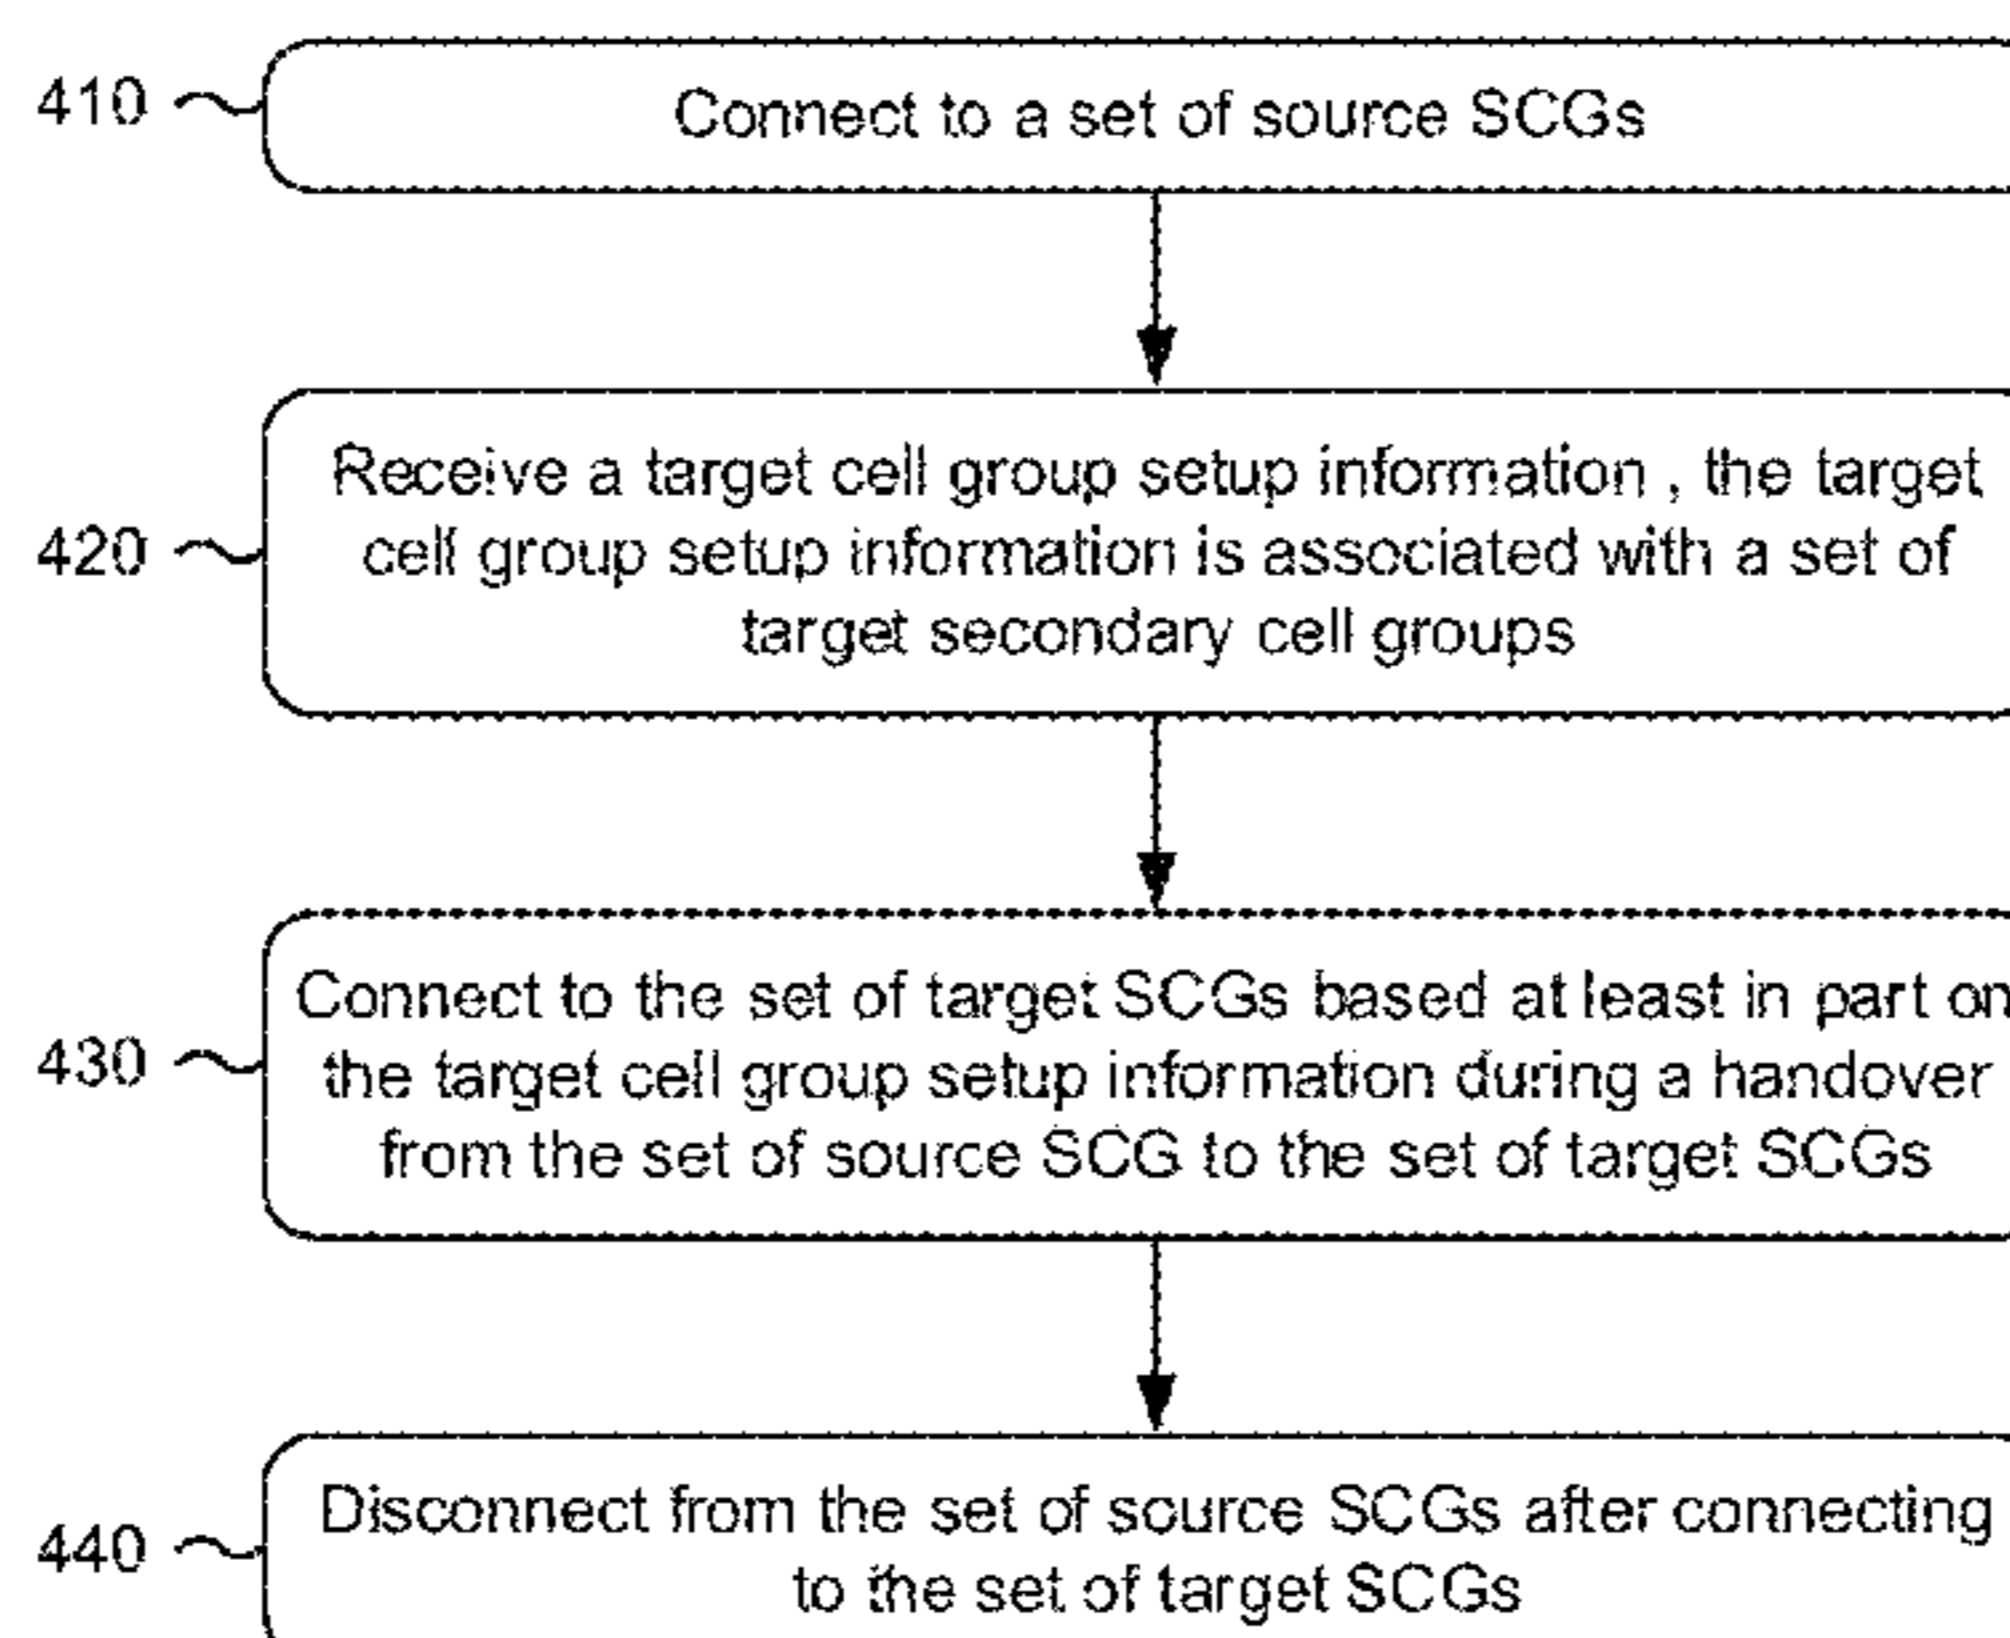 410
Connect to a set of source SCGs
420
Receive a target cell group setup information , the target
cell group setup information is associated with a set of
target secondary cell groups
430
Connect to the set of target SCGs based at least in part on
the target cell group setup information during a handover
from the set of source SCG to the set of target SCGs
440
Disconnect from the set of source SCGs after connecting
to the set of target SCGs